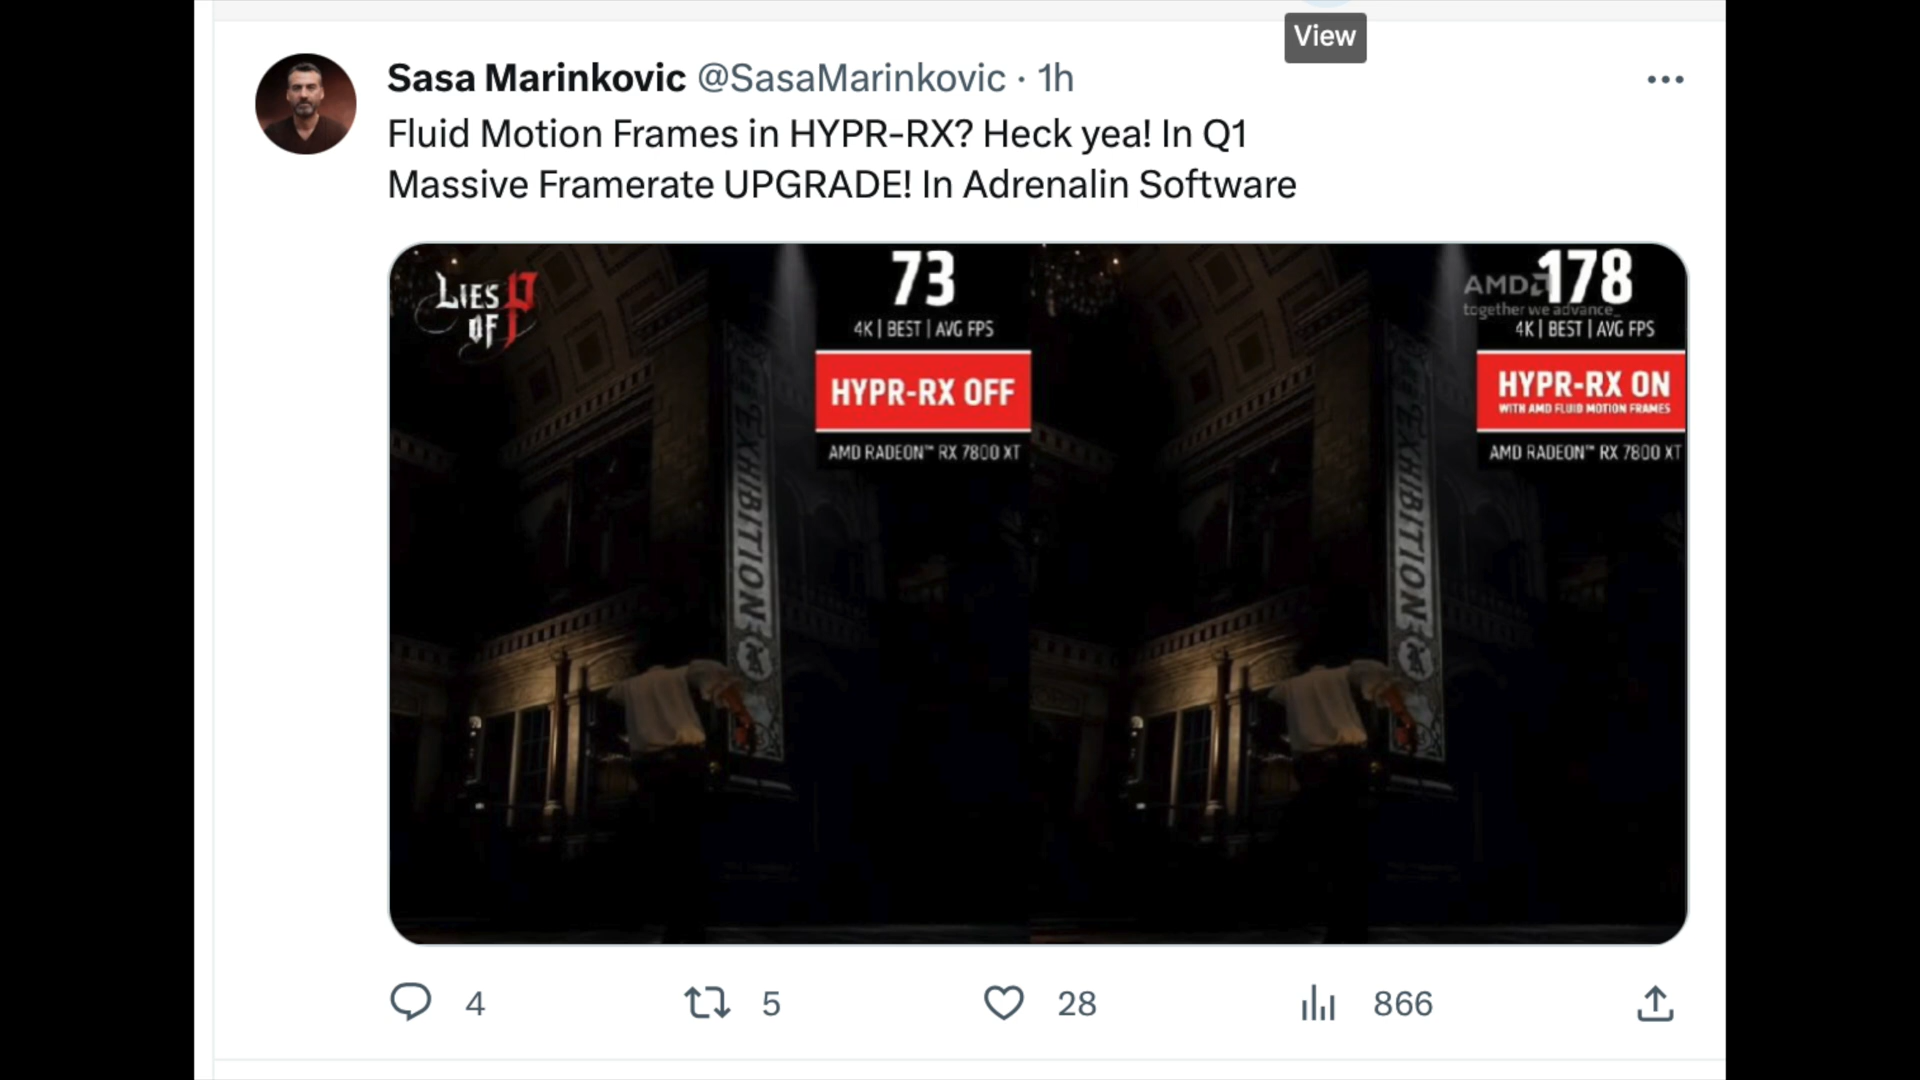 View
Sasa Marinkovic @SasaMarinkovic · 1h
Fluid Motion Frames in HYPR-RX? Heck yea! In Q1
Massive Framerate UPGRADE! In Adrenalin Software
LIES
OF P
73
4K | BEST | AVG FPS
HYPR-RX OFF
AMD RADEON™ RX 7800 XT
EXHIBITION
AMD
together we advance_
178
4K | BEST | AVG FPS
HYPR-RX ON
WITH AMD FLUID MOTION FRAMES
AMD RADEON™ RX 7800 XT
EXHIBITION
4 5 28 866